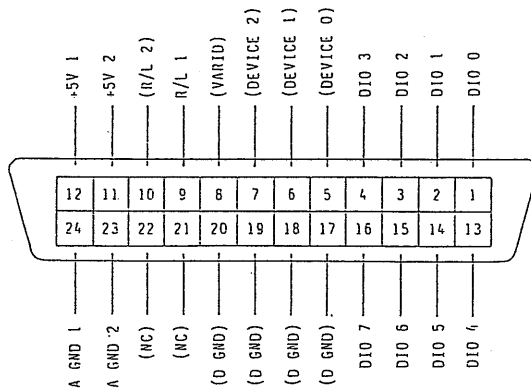 +5V 1
+5V 2
(R/L 2)
R/L 1
(VARID)
(DEVICE 2)
(DEVICE 1)
(DEVICE 0)
DIO 3
DIO 2
DIO 1
DIO 0
12 11 10 9 8 7 6 5 4 3 2 1
24 23 22 21 20 19 18 17 16 15 14 13
A GND 1
A GND 2
(NC)
(NC)
(D GND)
(D GND)
(D GND)
(D GND)
DIO 7
DIO 6
DIO 5
DIO 4